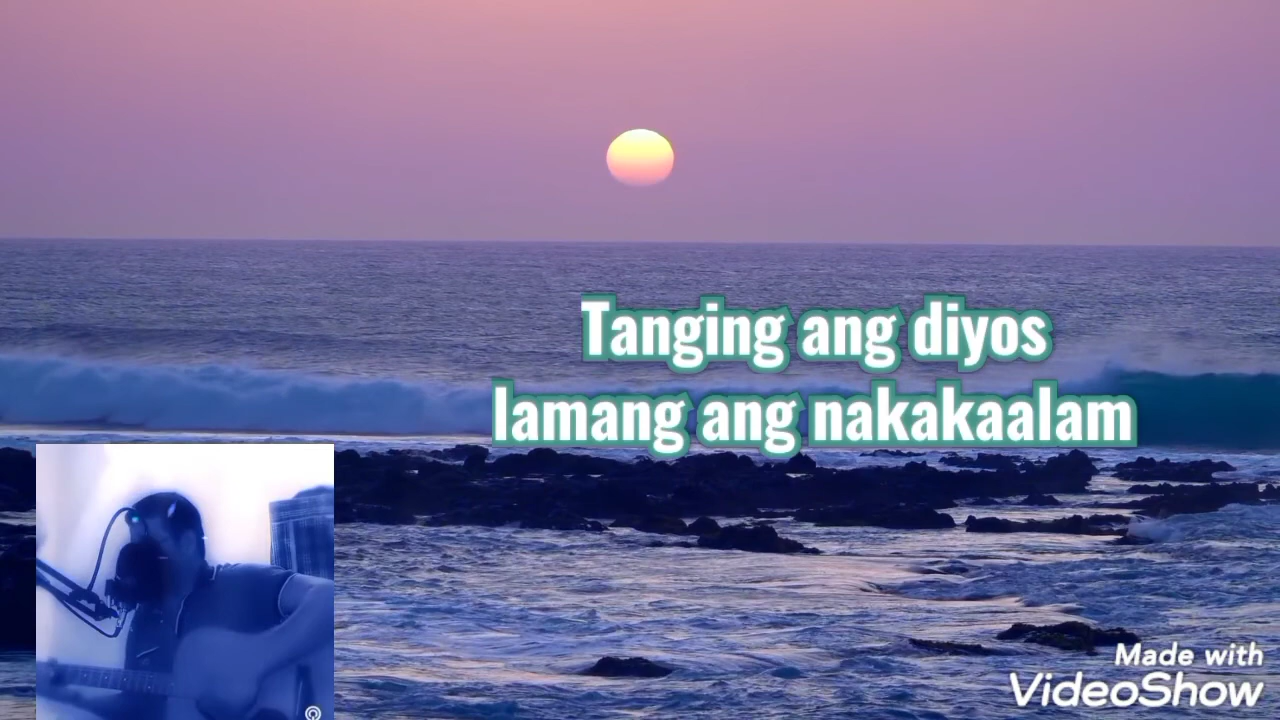 Tanging ang diyos
lamang ang nakakaalam
Made with
VideoShow